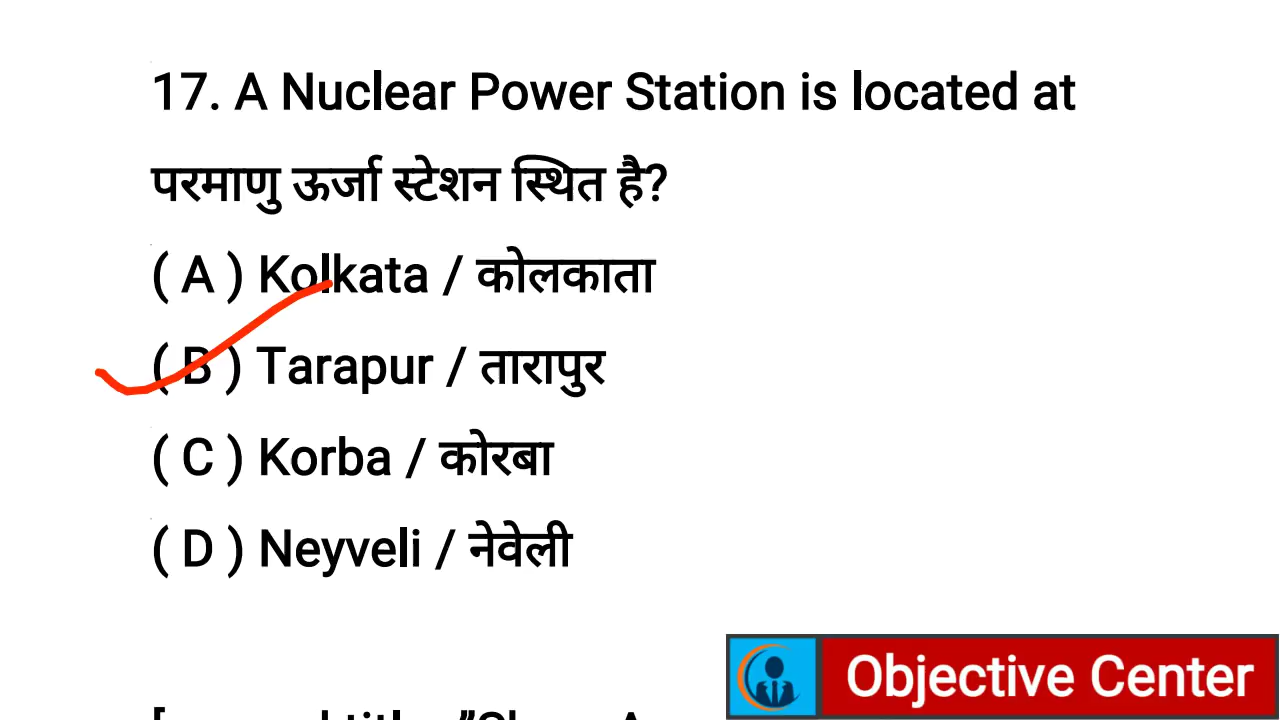 17. A Nuclear Power Station is located at
परमाणु ऊर्जा स्टेशन स्थित है?
( A ) Kolkata / कोलकाता
( B ) Tarapur / तारापुर
( C ) Korba / कोरबा
( D ) Neyveli / नेवेली
Objective Center